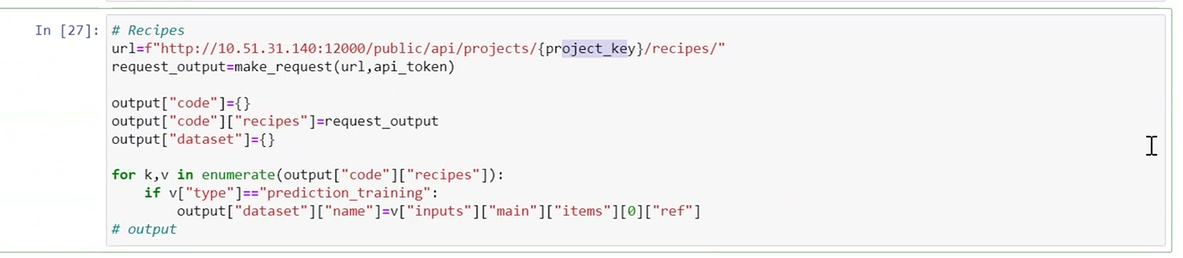 In [27]: # Recipes
url=f"http://10.51.31.140:12000/public/api/projects/{project_key}/recipes/"
request_output=make_request(url,api_token)
output["code"]={}
output["code"]["recipes"]=request_output
output["dataset"]={}
for k,v in enumerate(output["code"]["recipes"]):
    if v["type"]=="prediction_training":
        output["dataset"]["name"]=v["inputs"]["main"]["items"][0]["ref"]
# output